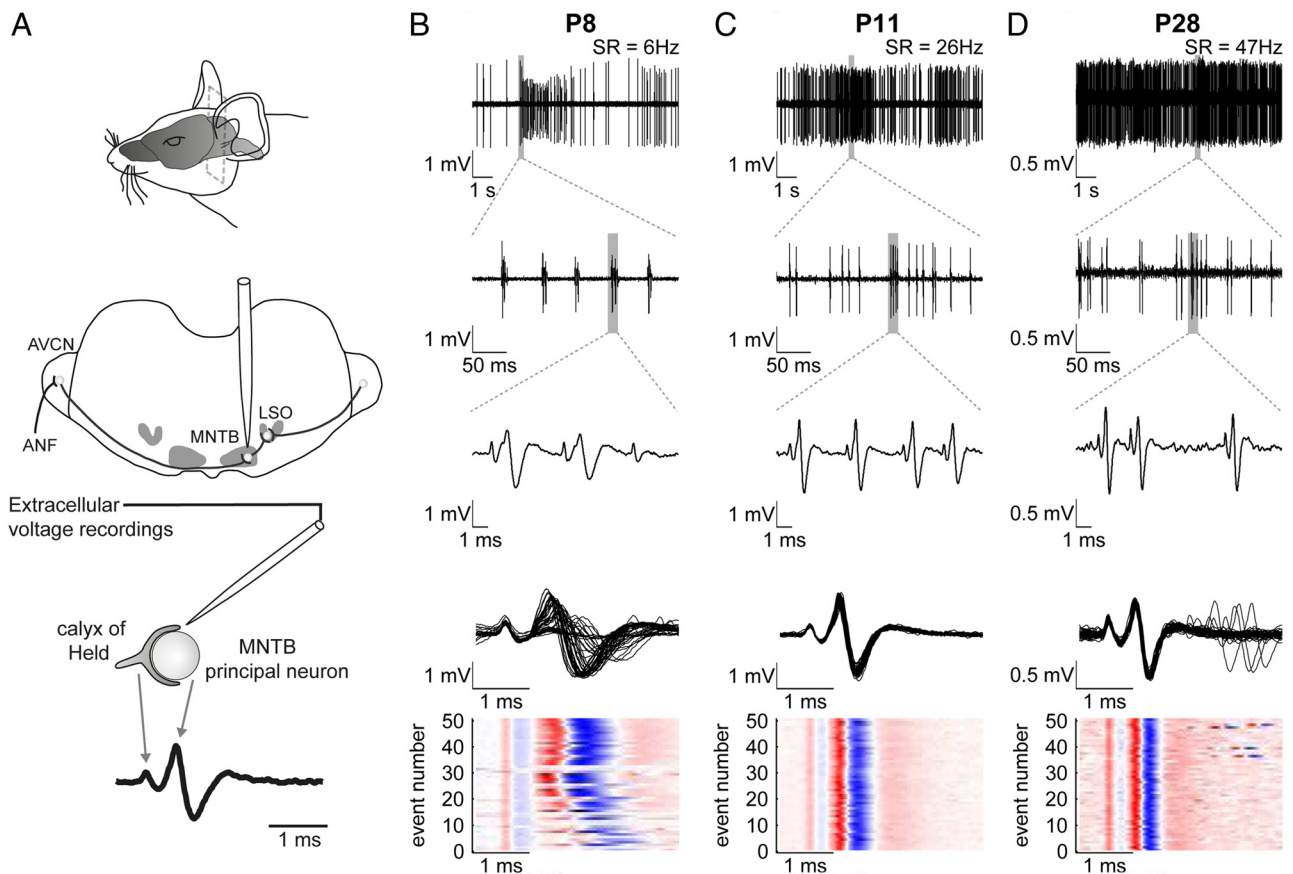 A
B
P8
SR = 6Hz
1 mV
1 s
1 mV
50 ms
1 mV
1 ms
1 mV
1 ms
event number
50
40
30
20
10
0
1 ms
C
P11
SR = 26Hz
1 mV
1 s
1 mV
50 ms
1 mV
1 ms
1 mV
1 ms
event number
50
40
30
20
10
0
1 ms
D
P28
SR = 47Hz
0.5 mV
1 s
0.5 mV
50 ms
0.5 mV
1 ms
0.5 mV
1 ms
event number
50
40
30
20
10
0
1 ms
AVCN
ANF
MNTB
LSO
Extracellular
voltage recordings
calyx of
Held
MNTB
principal neuron
1 ms